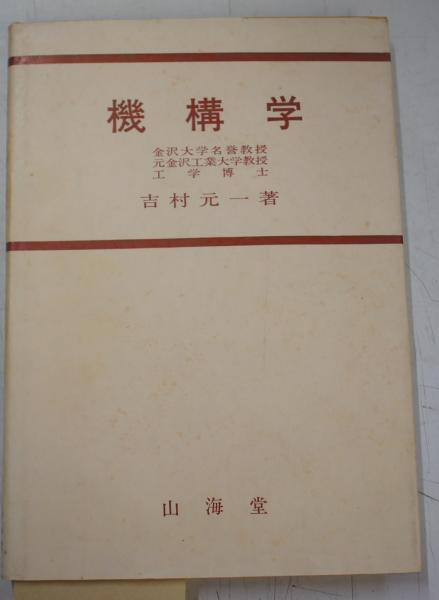 機構学
金沢大学名誉教授
元金沢工業大学教授
工学博士
吉村元一著
山海堂